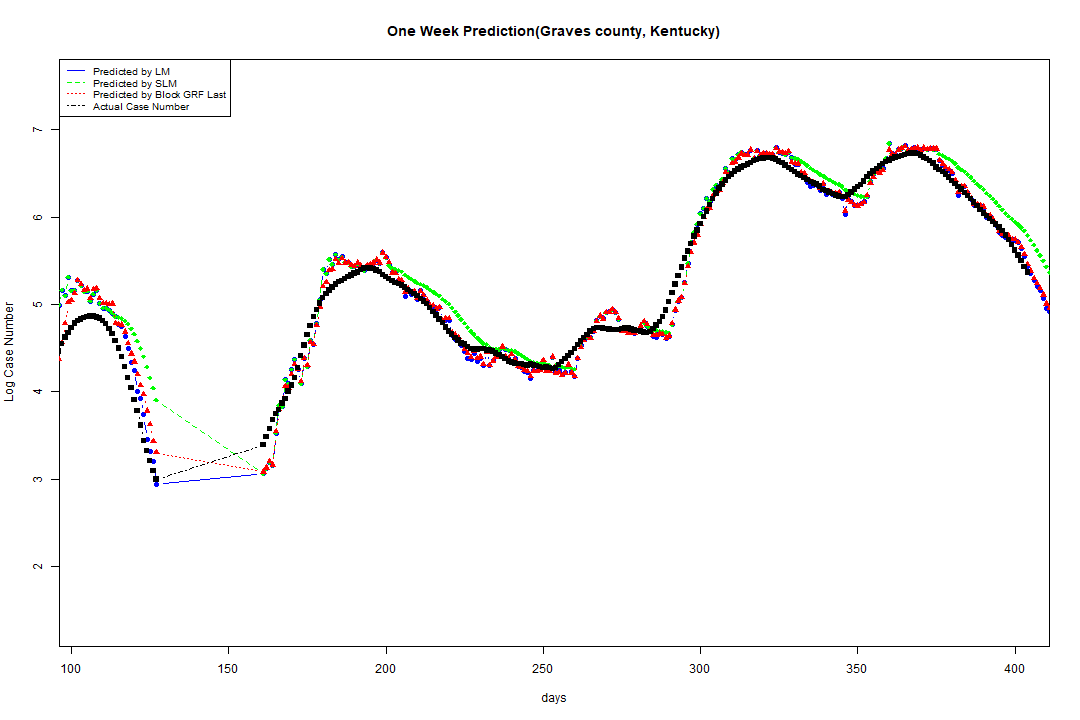 One Week Prediction(Graves county, Kentucky)
Predicted by LM
Predicted by SLM
Predicted by Block GRF Last
Actual Case Number
7
6
5
4
3
2
Log Case Number
100 150 200 250 300 350 400
days